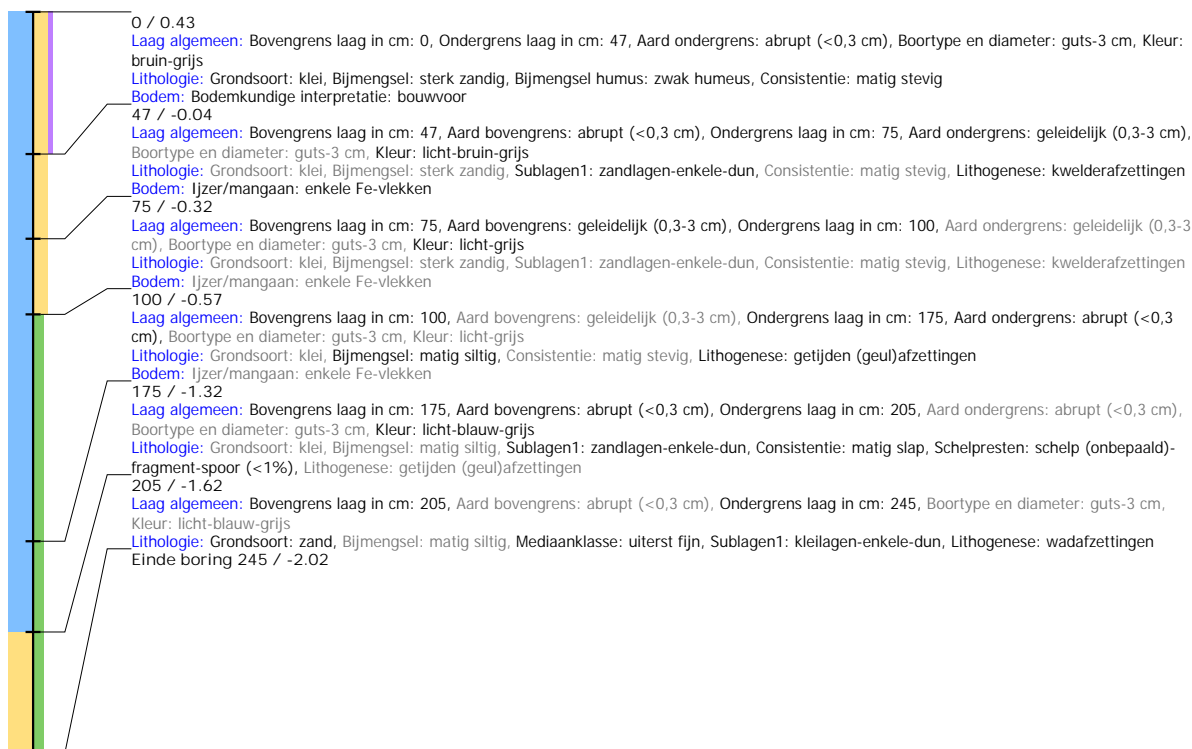 0 / 0.43
Laag algemeen: Bovengrens laag in cm: 0, Ondergrens laag in cm: 47, Aard ondergrens: abrupt (<0,3 cm), Boortype en diameter: guts-3 cm, Kleur:
bruin-grijs
Lithologie: Grondsoort: klei, Bijmengsel: sterk zandig, Bijmengsel humus: zwak humeus, Consistentie: matig stevig
Bodem: Bodemkundige interpretatie: bouwvoor
47 / -0.04
Laag algemeen: Bovengrens laag in cm: 47, Aard bovengrens: abrupt (<0,3 cm), Ondergrens laag in cm: 75, Aard ondergrens: geleidelijk (0,3-3 cm),
Boortype en diameter: guts-3 cm, Kleur: licht-bruin-grijs
Lithologie: Grondsoort: klei, Bijmengsel: sterk zandig, Sublagen1: zandlagen-enkele-dun, Consistentie: matig stevig, Lithogenese: kwelderafzettingen
Bodem: Ijzer/mangaan: enkele Fe-vlekken
75 / -0.32
Laag algemeen: Bovengrens laag in cm: 75, Aard bovengrens: geleidelijk (0,3-3 cm), Ondergrens laag in cm: 100, Aard ondergrens: geleidelijk (0,3-3
cm), Boortype en diameter: guts-3 cm, Kleur: licht-grijs
Lithologie: Grondsoort: klei, Bijmengsel: sterk zandig, Sublagen1: zandlagen-enkele-dun, Consistentie: matig stevig, Lithogenese: kwelderafzettingen
Bodem: Ijzer/mangaan: enkele Fe-vlekken
100 / -0.57
Laag algemeen: Bovengrens laag in cm: 100, Aard bovengrens: geleidelijk (0,3-3 cm), Ondergrens laag in cm: 175, Aard ondergrens: abrupt (<0,3
cm), Boortype en diameter: guts-3 cm, Kleur: licht-grijs
Lithologie: Grondsoort: klei, Bijmengsel: matig siltig, Consistentie: matig stevig, Lithogenese: getijden (geul)afzettingen
Bodem: Ijzer/mangaan: enkele Fe-vlekken
175 / -1.32
Laag algemeen: Bovengrens laag in cm: 175, Aard bovengrens: abrupt (<0,3 cm), Ondergrens laag in cm: 205, Aard ondergrens: abrupt (<0,3 cm),
Boortype en diameter: guts-3 cm, Kleur: licht-blauw-grijs
Lithologie: Grondsoort: klei, Bijmengsel: matig siltig, Sublagen1: zandlagen-enkele-dun, Consistentie: matig slap, Schelpresten: schelp (onbepaald)-
fragment-spoor (<1%), Lithogenese: getijden (geul)afzettingen
205 / -1.62
Laag algemeen: Bovengrens laag in cm: 205, Aard bovengrens: abrupt (<0,3 cm), Ondergrens laag in cm: 245, Boortype en diameter: guts-3 cm,
Kleur: licht-blauw-grijs
Lithologie: Grondsoort: zand, Bijmengsel: matig siltig, Mediaanklasse: uiterst fijn, Sublagen1: kleilagen-enkele-dun, Lithogenese: wadafzettingen
Einde boring 245 / -2.02